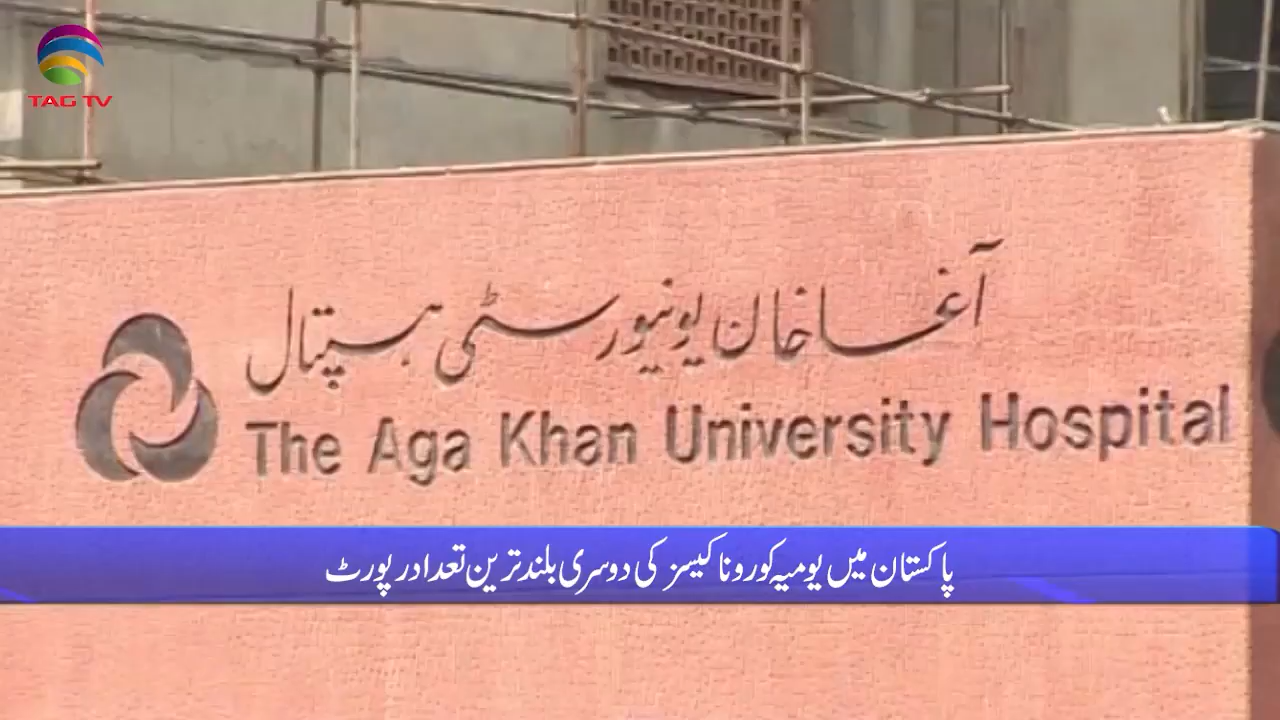 TAG TV
آغا خان یونیورسٹی ہسپتال
The Aga Khan University Hospital
پاکستان میں یومیہ کورونا کیسز کی دوسری بلند ترین تعداد رپورٹ